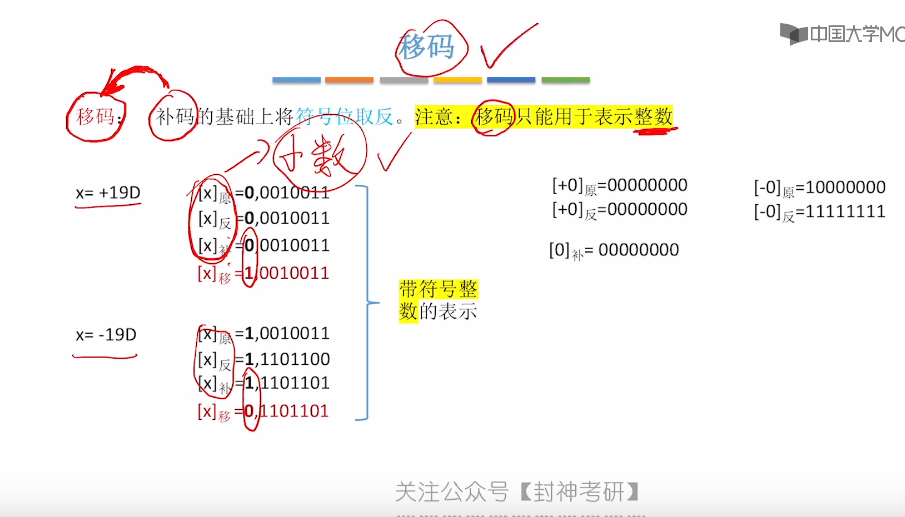 移码
中国大学MO
移码： 补码的基础上将符号位取反。注意：移码只能用于表示整数
小数
x= +19D
[x]原=0,0010011
[x]反=0,0010011
[x]补=0,0010011
[x]移=1,0010011
[+0]原=00000000
[+0]反=00000000
[0]补= 00000000
[-0]原=10000000
[-0]反=11111111
带符号整
数的表示
x= -19D
[x]原=1,0010011
[x]反=1,1101100
[x]补=1,1101101
[x]移=0,1101101
关注公众号【封神考研】